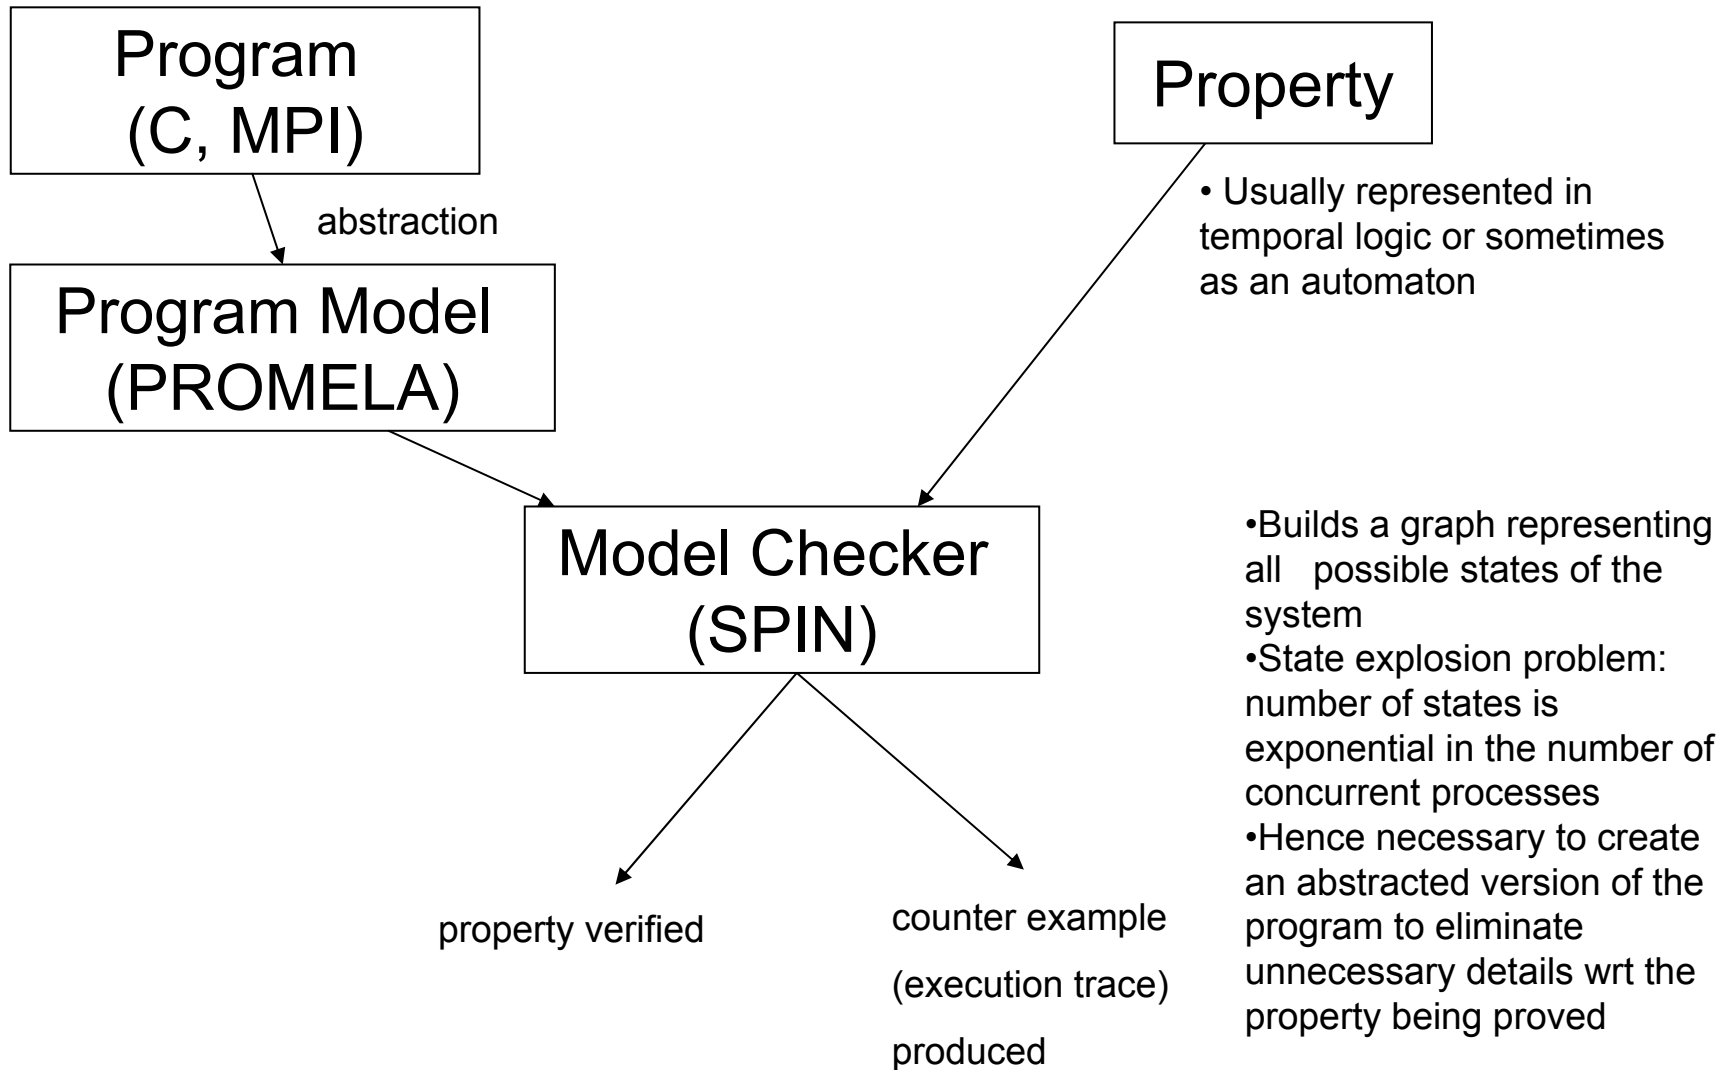 Program
(C, MPI)
Property
• Usually represented in
temporal logic or sometimes
as an automaton
abstraction
Program Model
(PROMELA)
Model Checker
(SPIN)
•Builds a graph representing
all possible states of the
system
•State explosion problem:
number of states is
exponential in the number of
concurrent processes
•Hence necessary to create
an abstracted version of the
program to eliminate
unnecessary details wrt the
property being proved
property verified
counter example
(execution trace)
produced